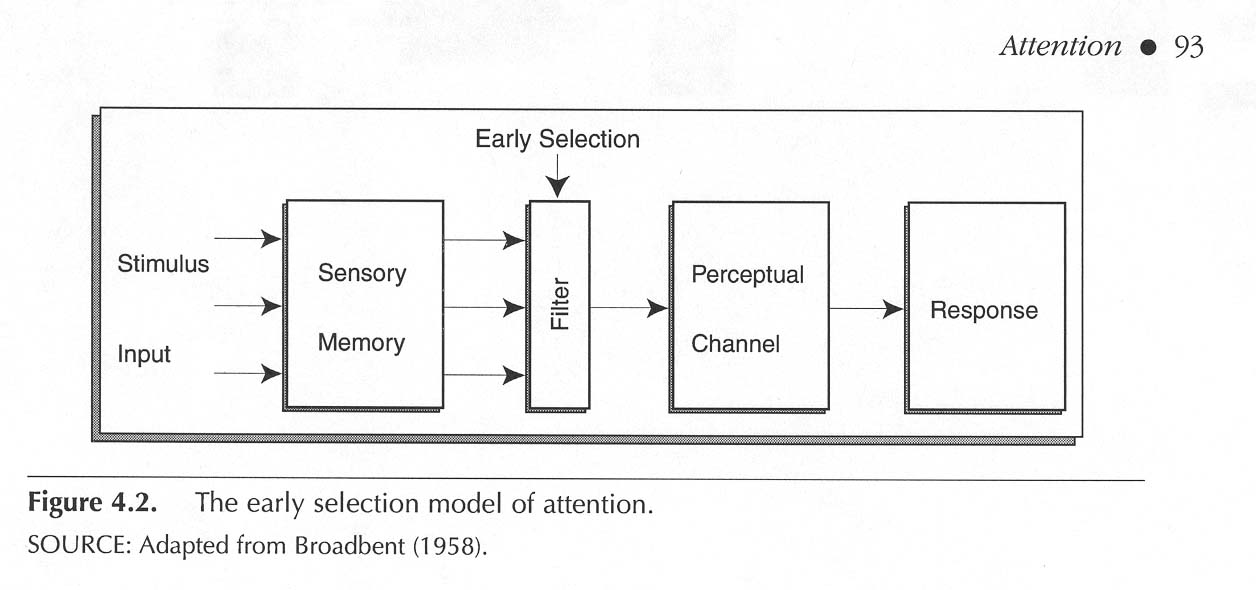 Attention ● 93
Early Selection
Stimulus
Input
Sensory
Memory
Filter
Perceptual
Channel
Response
Figure 4.2. The early selection model of attention.
SOURCE: Adapted from Broadbent (1958).